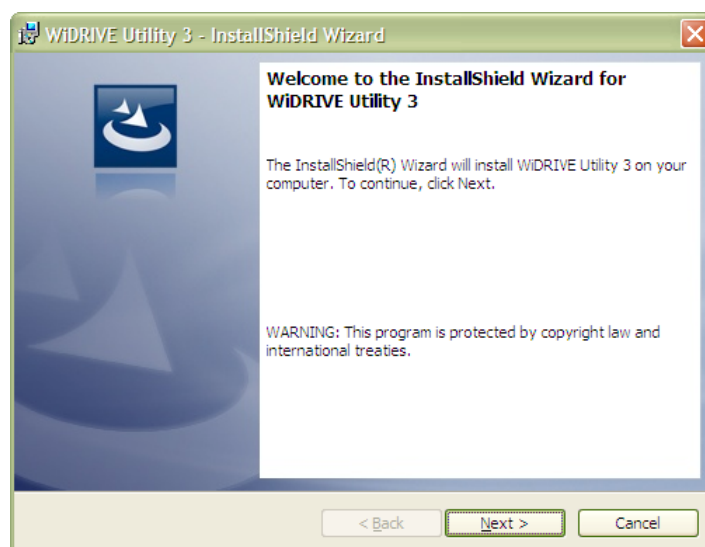 WiDRIVE Utility 3 - InstallShield Wizard
Welcome to the InstallShield Wizard for
WiDRIVE Utility 3
The InstallShield(R) Wizard will install WiDRIVE Utility 3 on your
computer. To continue, click Next.
WARNING: This program is protected by copyright law and
international treaties.
< Back
Next >
Cancel